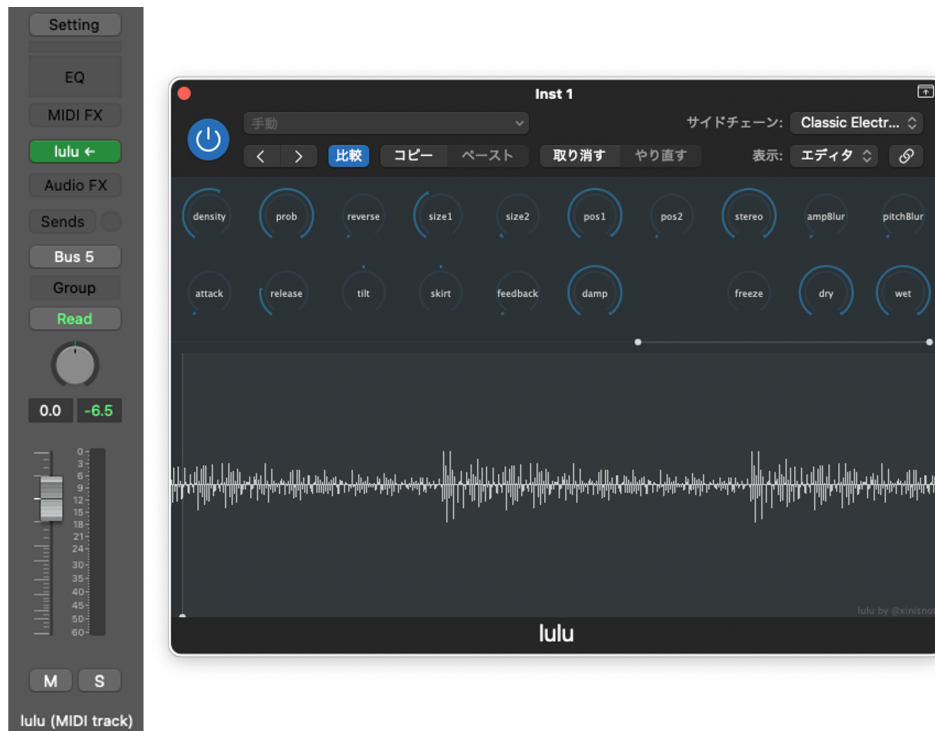 Setting
EQ
MIDI FX
lulu ←
Audio FX
Sends
Bus 5
Group
Read
0.0 -6.5
0
3
6
9
12
15
18
21
24
30
35
40
45
50
60
M S
lulu (MIDI track)
Inst 1
手動 サイドチェーン: Classic Electr...
比較 コピー ペースト 取り消す やり直す 表示: エディタ
density prob reverse size1 size2 pos1 pos2 stereo ampBlur pitchBlur
attack release tilt skirt feedback damp freeze dry wet
lulu by @xinisnot
lulu